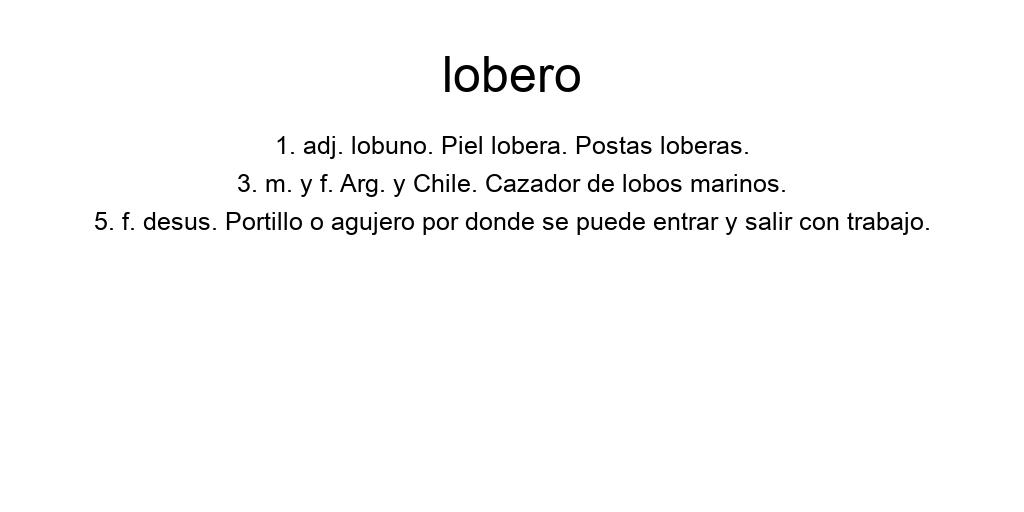 lobero
1. adj. lobuno. Piel lobera. Postas loberas.
3. m. y f. Arg. y Chile. Cazador de lobos marinos.
5. f. desus. Portillo o agujero por donde se puede entrar y salir con trabajo.